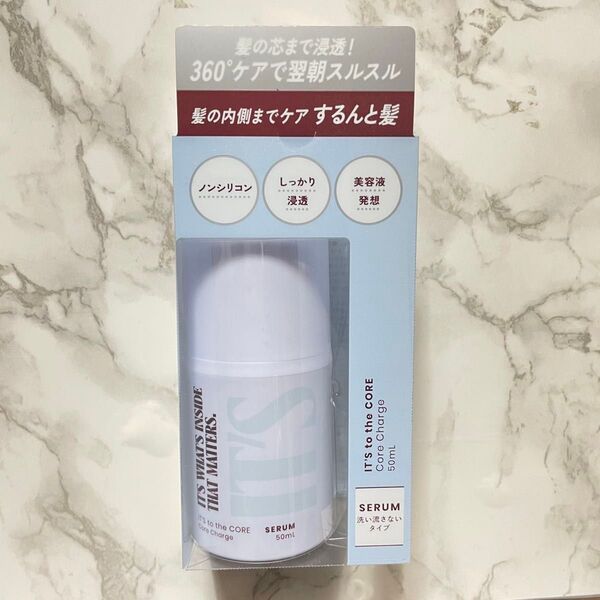 髪の芯まで浸透!
360°ケアで翌朝スルスル
髪の内側までケア するんと髪
ノンシリコン
しっかり
浸透
美容液
発想
IT'S WHAT'S INSIDE
THAT MATTERS.
IT'S
IT'S to the CORE
Core Charge
SERUM
50mL
IT'S to the CORE
Core Charge
50mL
SERUM
洗い流さない
タイプ